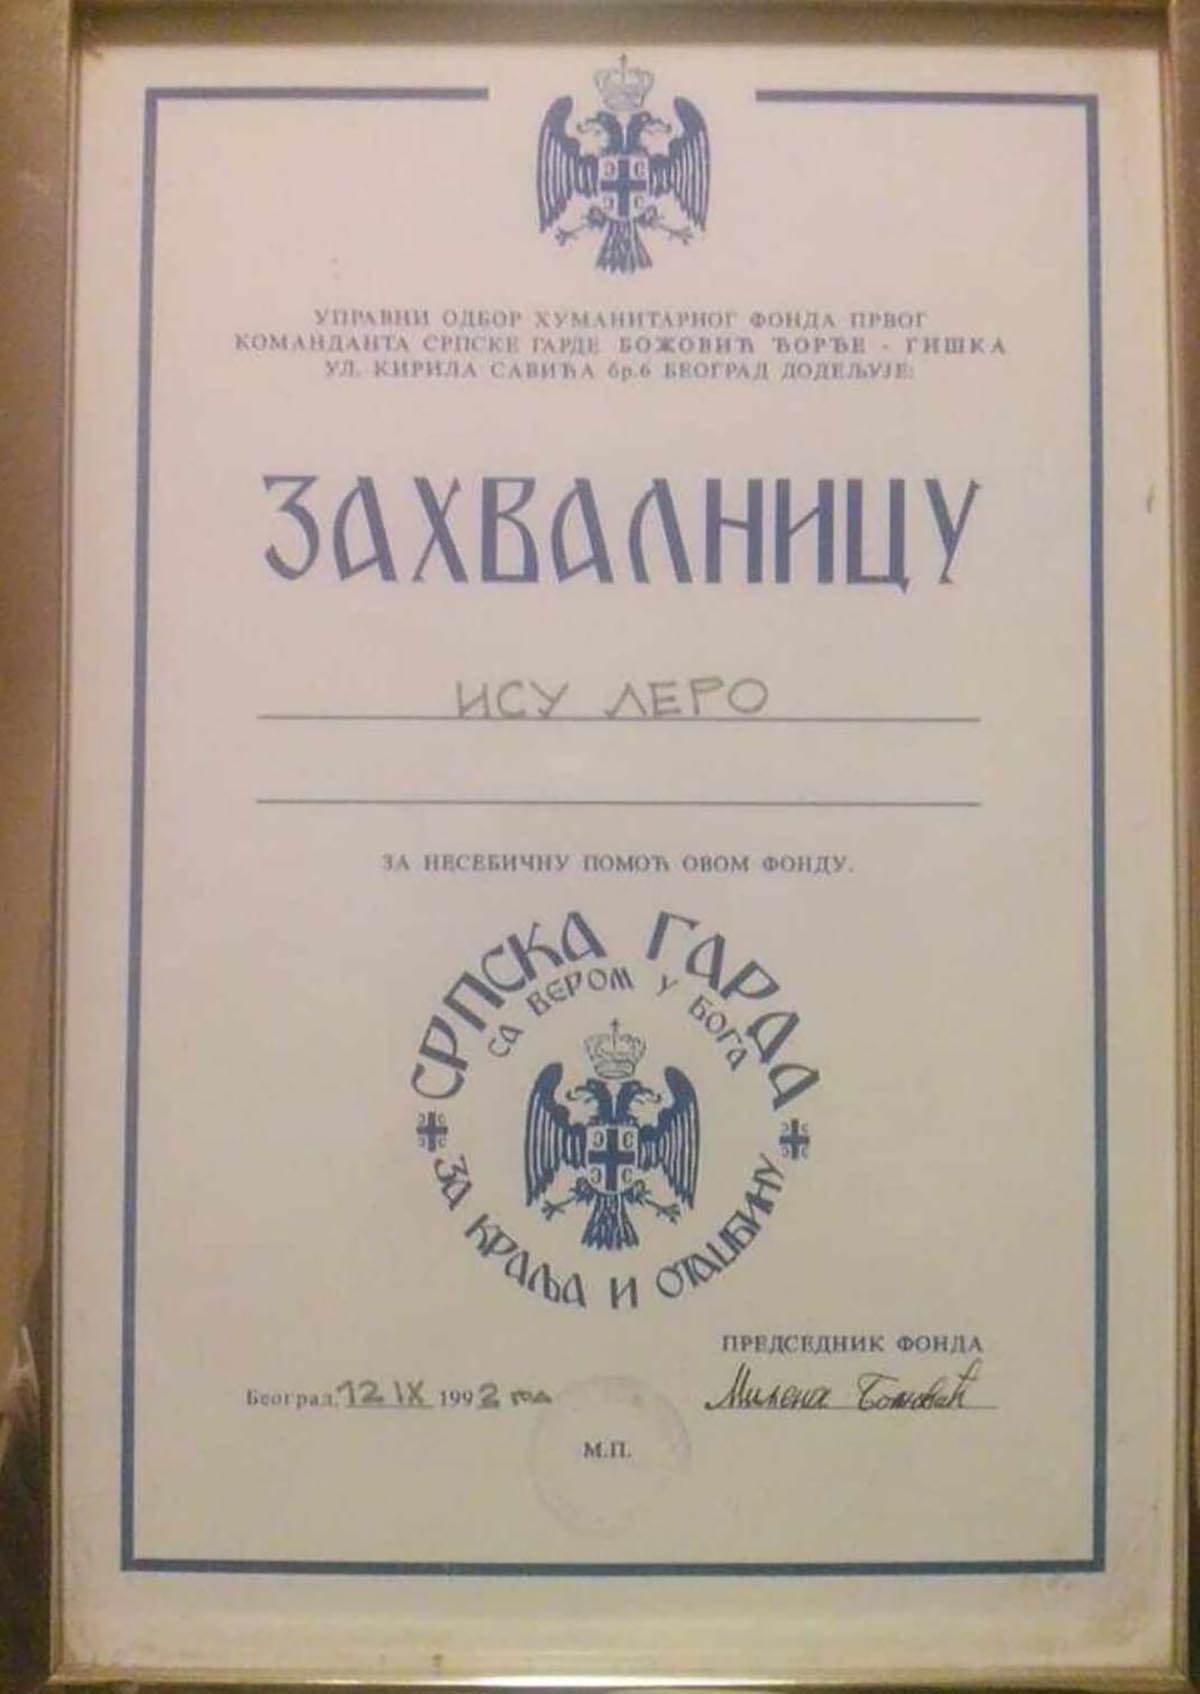 УПРАВНИ ОДБОР ХУМАНИТАРНОГ ФОНДА ПРВОГ
КОМАНДАНТА СРПСКЕ ГАРДЕ БОЖОВИЋ ЂОРЂЕ - ГИШКА
УЛ. КИРИЛА САВИЋА бр.6 БЕОГРАД ДОДЕЉУЈЕ:
ЗАХВАЛНИЦУ
ИСУ ЛЕРО
ЗА НЕСЕБИЧНУ ПОМОЋ ОВОМ ФОНДУ.
СРПСКА ГАРДА
СА ВЕРОМ У БОГА
ЗА КРАЉА И ОТАЏБИНУ
ПРЕДСЕДНИК ФОНДА
Београд, 12 IX 1992 год
Милена Божовић
М.П.